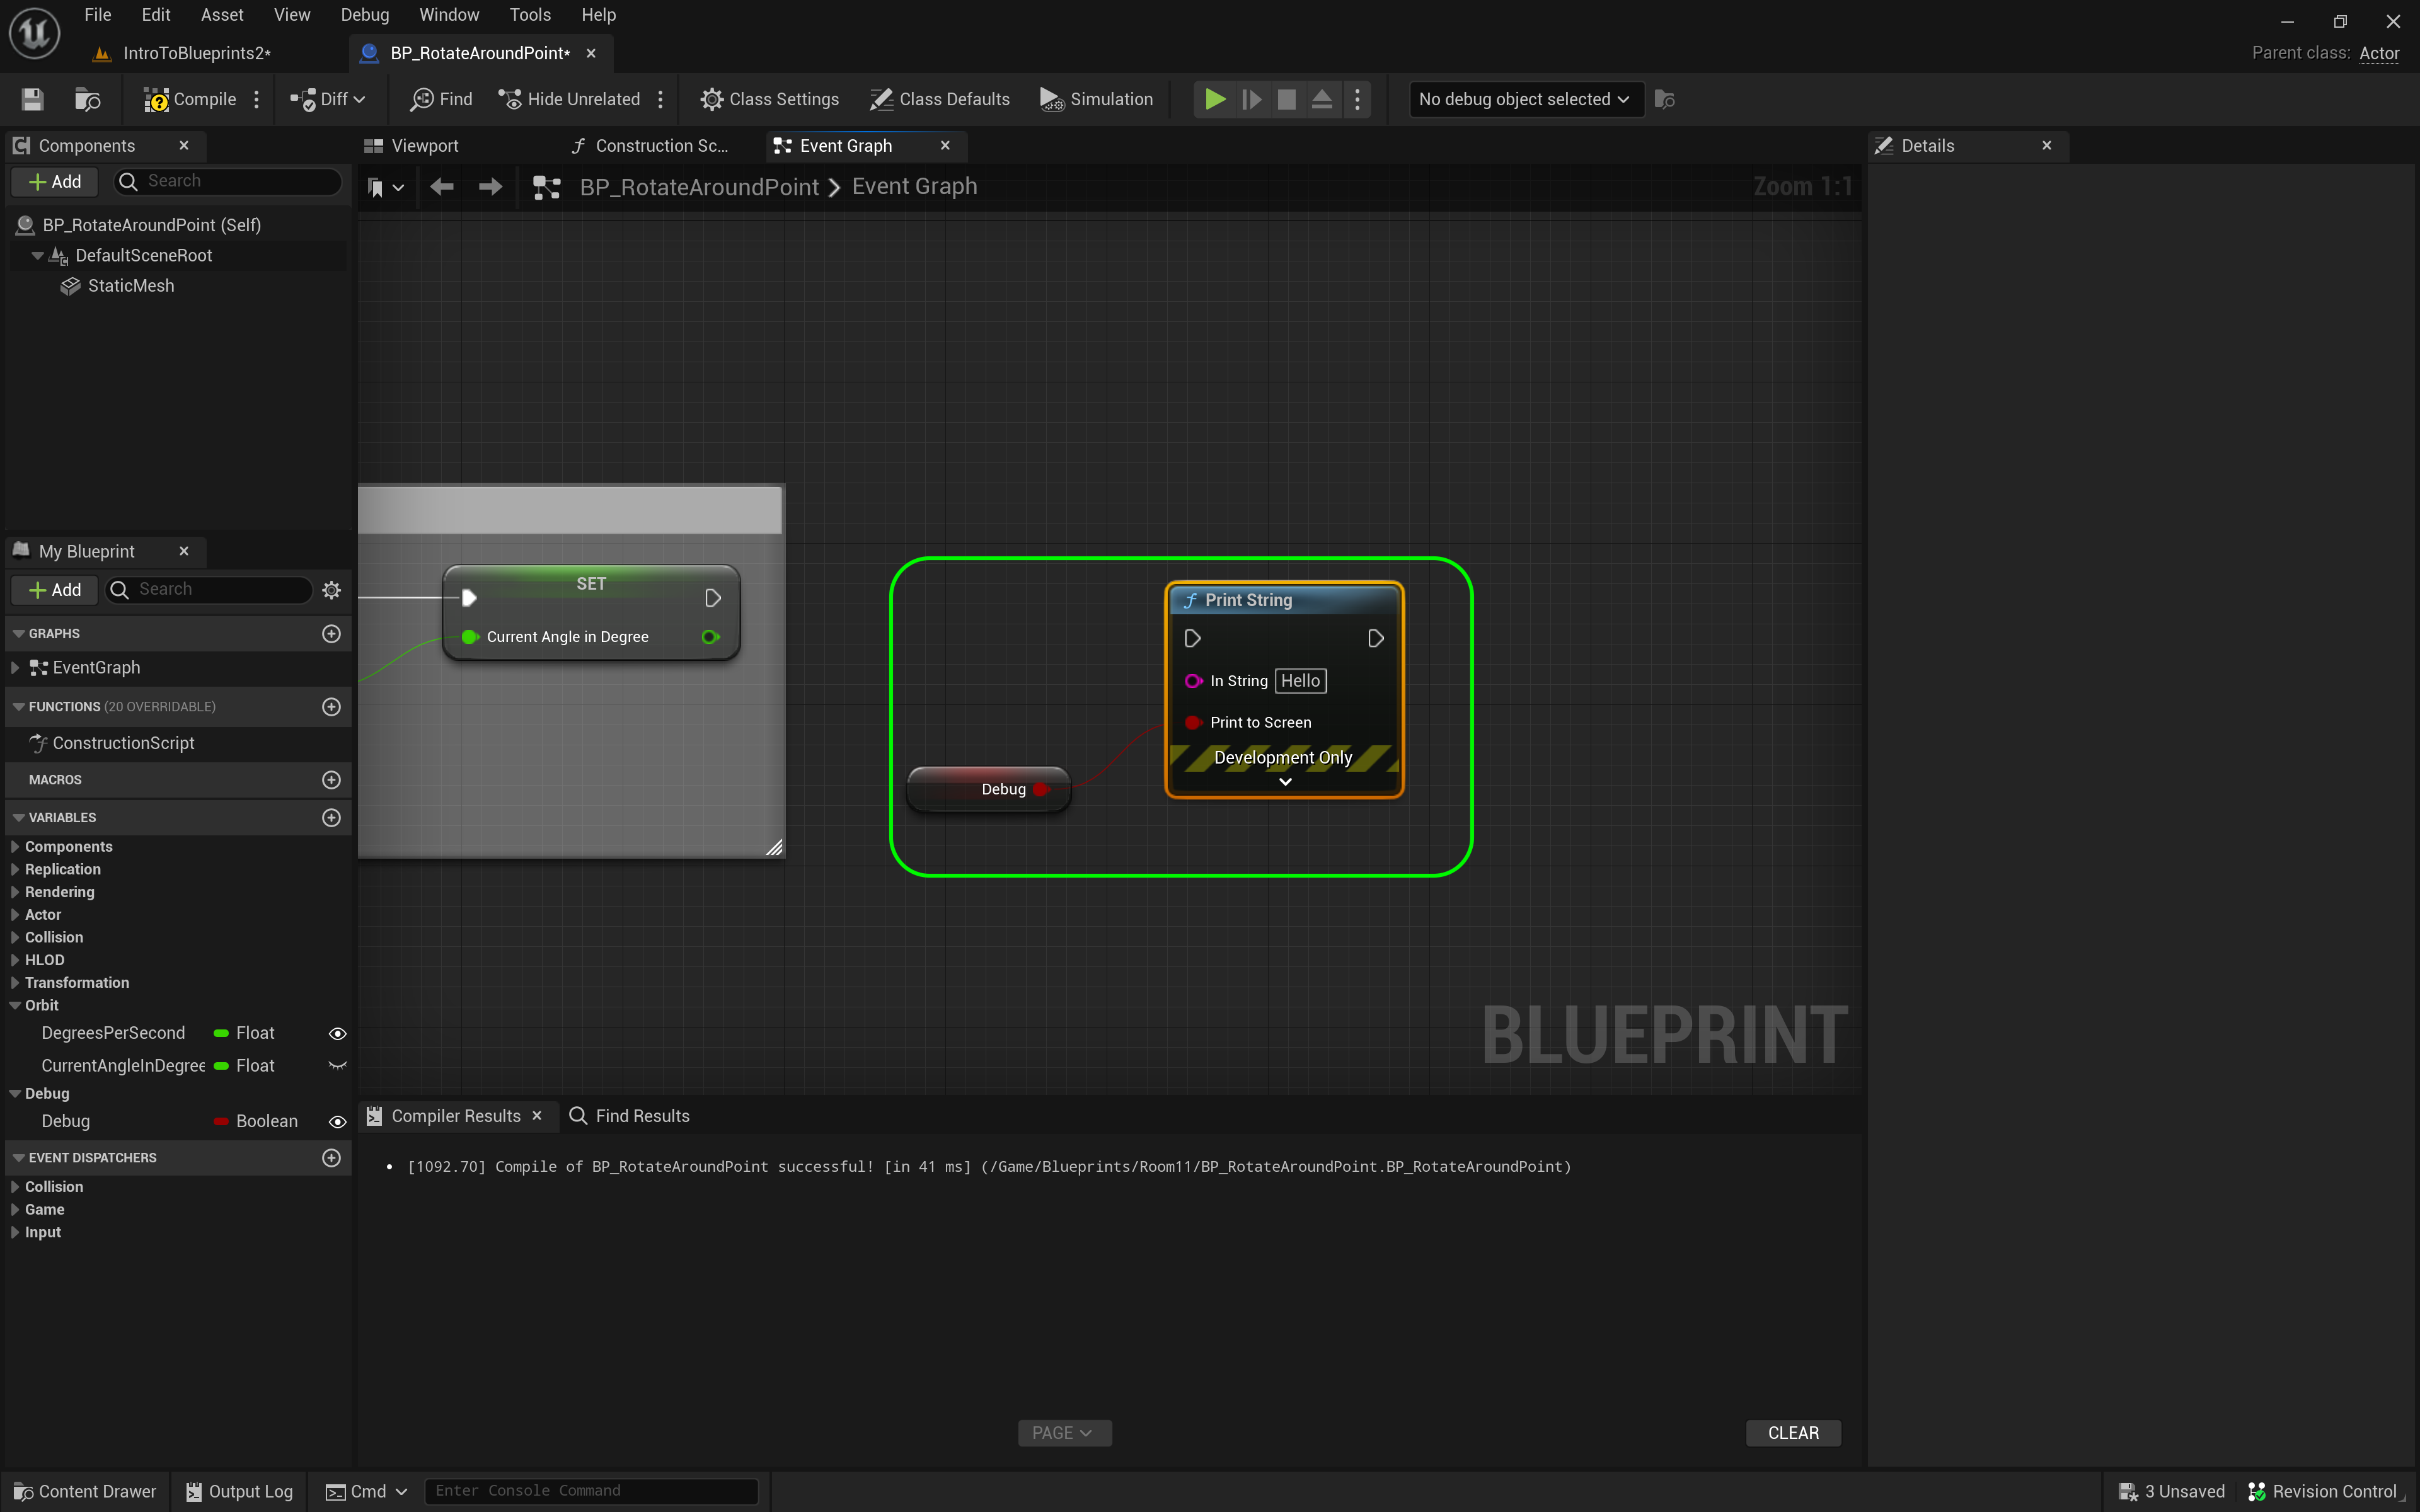 File Edit Asset View Debug Window Tools Help
IntroToBlueprints2*
BP_RotateAroundPoint*
Parent class: Actor
Compile
Diff
Find
Hide Unrelated
Class Settings
Class Defaults
Simulation
No debug object selected
Components
Add
Search
BP_RotateAroundPoint (Self)
DefaultSceneRoot
StaticMesh
My Blueprint
Add
Search
GRAPHS
EventGraph
FUNCTIONS (20 OVERRIDABLE)
ConstructionScript
MACROS
VARIABLES
Components
Replication
Rendering
Actor
Collision
HLOD
Transformation
Orbit
DegreesPerSecond Float
CurrentAngleInDegree Float
Debug
Debug Boolean
EVENT DISPATCHERS
Collision
Game
Input
Viewport
Construction Sc...
Event Graph
BP_RotateAroundPoint > Event Graph
Zoom 1:1
SET
Current Angle in Degree
Print String
In String Hello
Print to Screen
Development Only
Debug
BLUEPRINT
Compiler Results
Find Results
• [1092.70] Compile of BP_RotateAroundPoint successful! [in 41 ms] (/Game/Blueprints/Room11/BP_RotateAroundPoint.BP_RotateAroundPoint)
PAGE
CLEAR
Details
Content Drawer
Output Log
Cmd
Enter Console Command
3 Unsaved
Revision Control